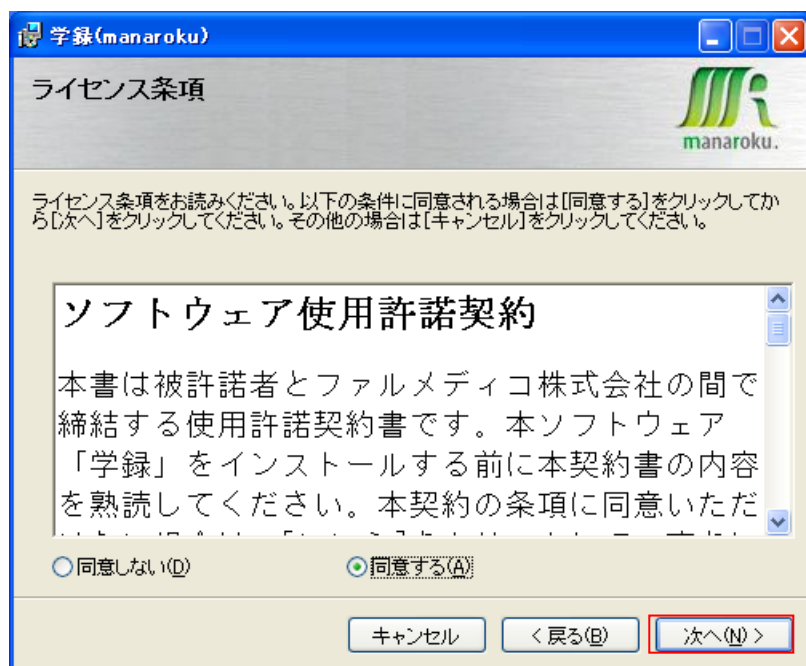 学録(manaroku)
ライセンス条項
manaroku.
ライセンス条項をお読みください。以下の条件に同意される場合は[同意する]をクリックしてか
ら[次へ]をクリックしてください。その他の場合は[キャンセル]をクリックしてください。
ソフトウェア使用許諾契約
本書は被許諾者とファルメディコ株式会社の間で
締結する使用許諾契約書です。本ソフトウェア
「学録」をインストールする前に本契約書の内容
を熟読してください。本契約の条項に同意いただ
同意しない(D)
同意する(A)
キャンセル
< 戻る(B)
次へ(N) >